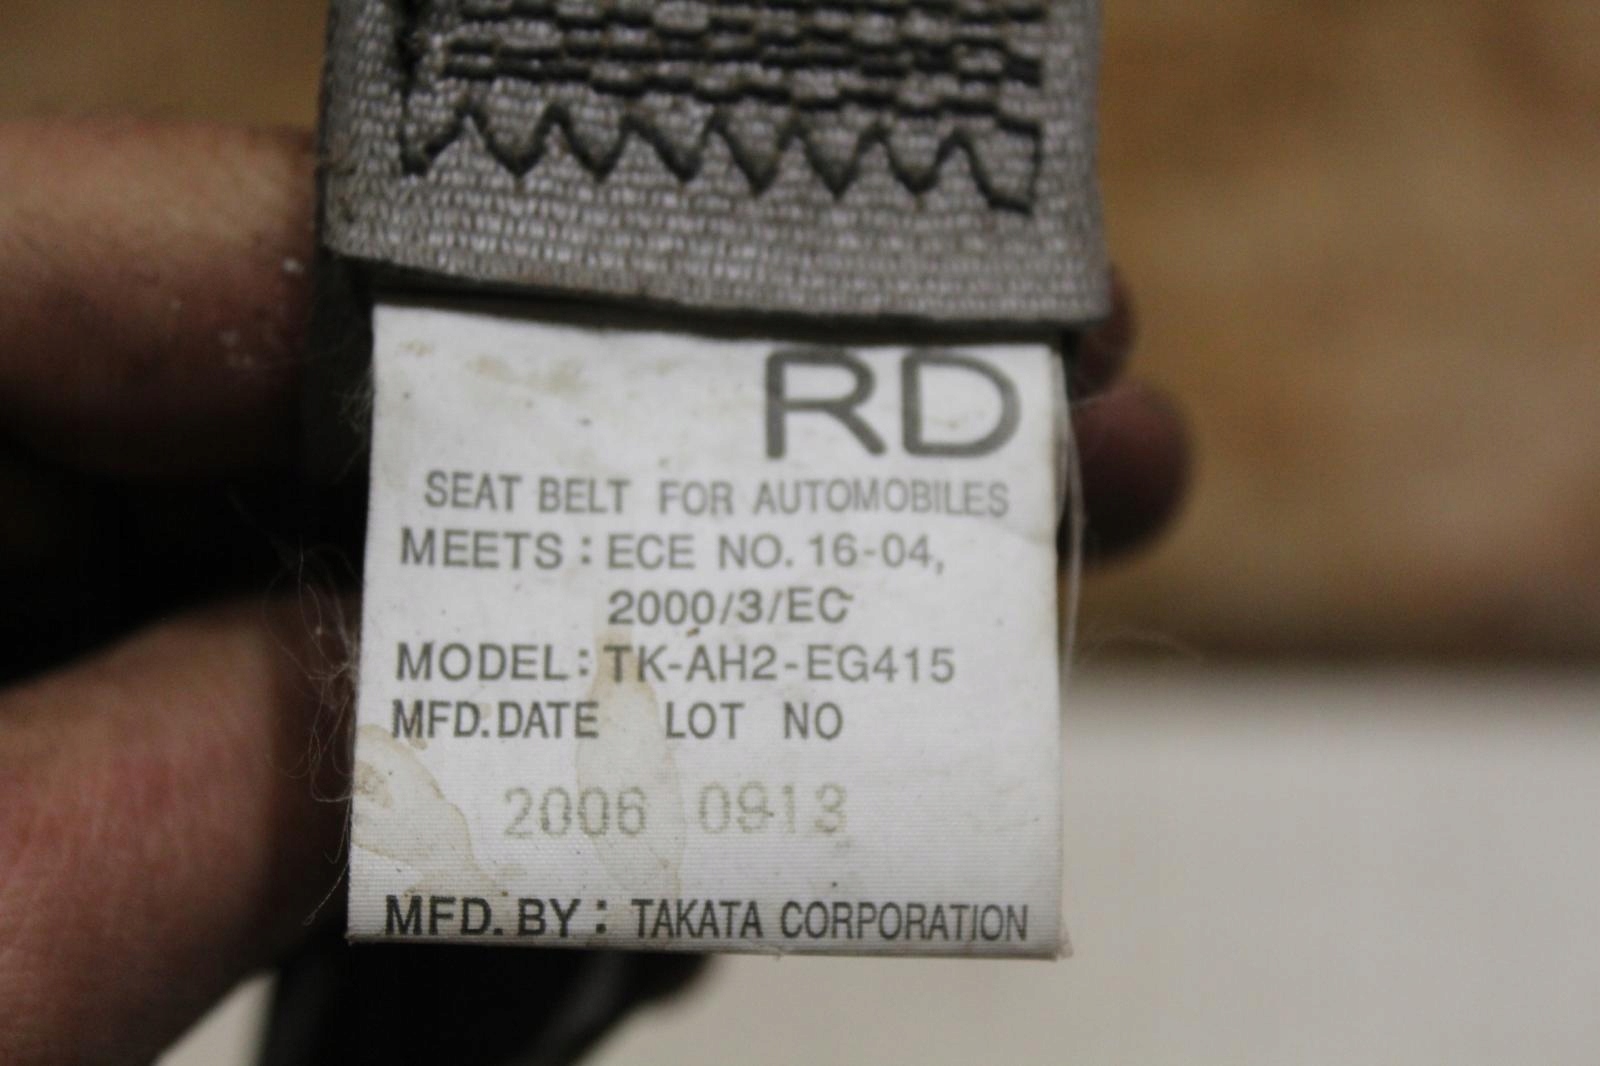 RD
SEAT BELT FOR AUTOMOBILES
MEETS : ECE NO. 16-04,
2000/3/EC
MODEL : TK-AH2-EG415
MFD. DATE LOT NO
2006 0913
MFD. BY : TAKATA CORPORATION